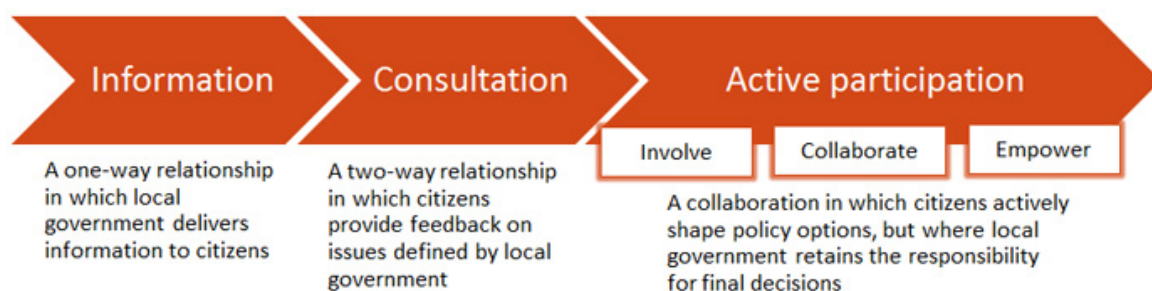 Information
Consultation
Active participation
Involve
Collaborate
Empower
A one-way relationship
in which local
government delivers
information to citizens
A two-way relationship
in which citizens
provide feedback on
issues defined by local
government
A collaboration in which citizens actively
shape policy options, but where local
government retains the responsibility
for final decisions